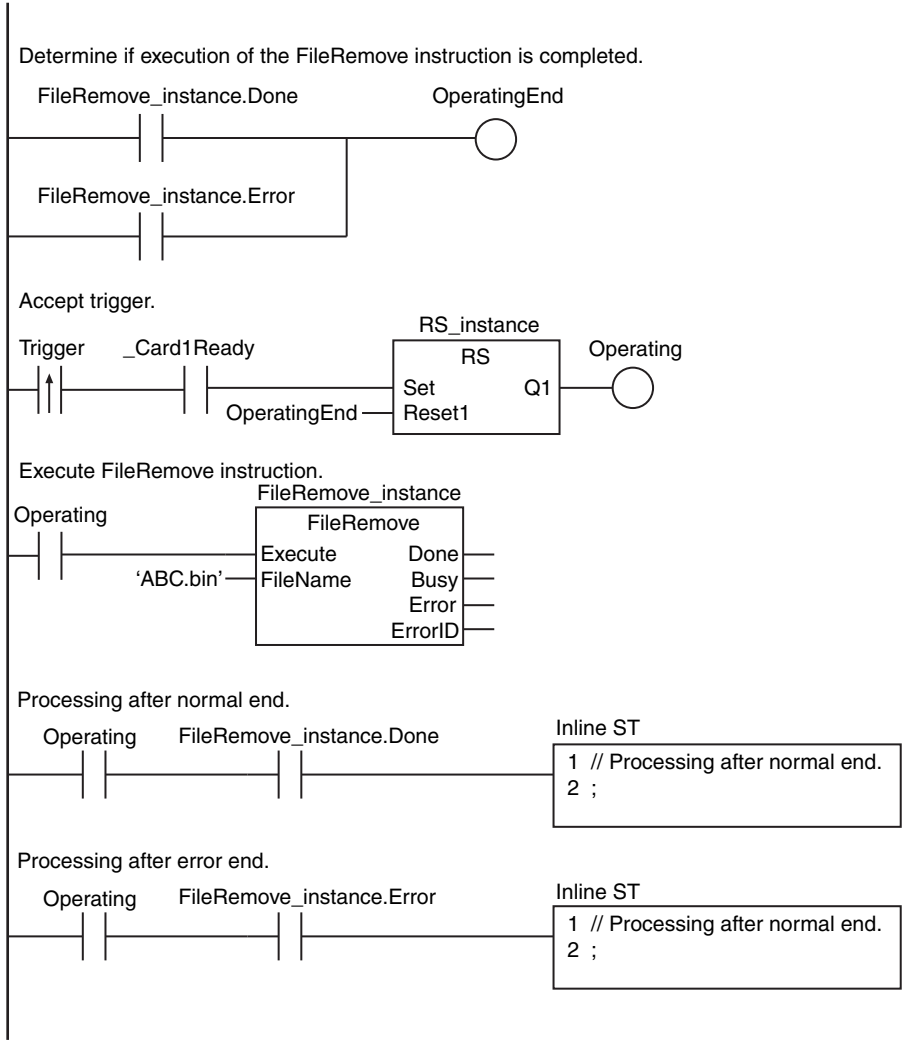 Determine if execution of the FileRemove instruction is completed.
FileRemove_instance.Done
OperatingEnd
FileRemove_instance.Error
Accept trigger.
RS_instance
Trigger
_Card1Ready
RS
Operating
Set
Q1
OperatingEnd
Reset1
Execute FileRemove instruction.
FileRemove_instance
Operating
FileRemove
Execute
Done
‘ABC.bin’
FileName
Busy
Error
ErrorID
Processing after normal end.
Operating
FileRemove_instance.Done
Inline ST
1 // Processing after normal end.
2 ;
Processing after error end.
Operating
FileRemove_instance.Error
Inline ST
1 // Processing after normal end.
2 ;